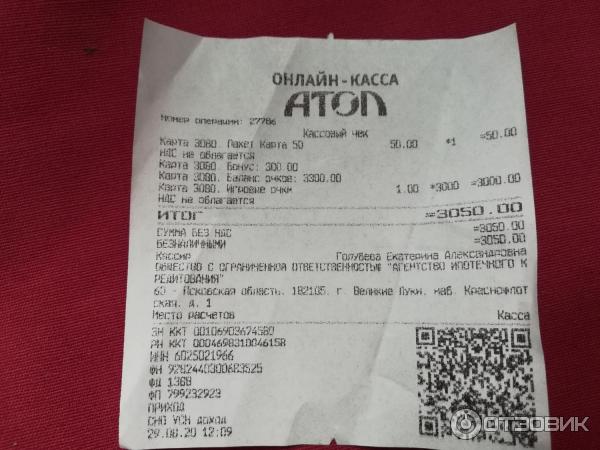 ОНЛАЙН-КАССА
АТОЛ
Номер операции: 27786
Кассовый чек
Карта 3080. Пакет Карта 50 50.00 *1 =50.00
НДС не облагается
Карта 3080. Бонус: 300.00
Карта 3080. Баланс очков: 3300.00
Карта 3080. Игровые очки 1.00 *3000 =3000.00
НДС не облагается
ИТОГ =3050.00
СУММА БЕЗ НДС =3050.00
БЕЗНАЛИЧНЫМИ =3050.00
Кассир Голубева Екатерина Александровна
ОБЩЕСТВО С ОГРАНИЧЕННОЙ ОТВЕТСТВЕННОСТЬЮ "АГЕНТСТВО ИПОТЕЧНОГО К
РЕДИТОВАНИЯ"
60 - Псковская область, 182105, г. Великие Луки, наб. Краснофлот
ская, д. 1
Место расчетов Касса
ЗН ККТ 00106903674580
РН ККТ 0004698310046158
ИНН 6025021966
ФН 9282440300683525
ФД 1368
ФП 799232923
ПРИХОД
СНО УСН доход
29.08.20 12:09
ОТЗОВИК